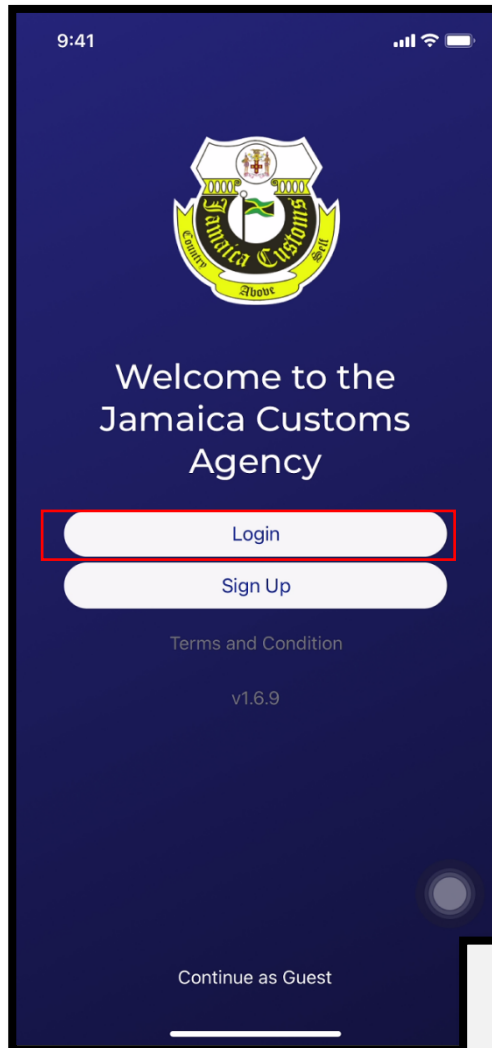 9:41
Jamaica Customs
Country Above Self
Welcome to the
Jamaica Customs
Agency
Login
Sign Up
Terms and Condition
v1.6.9
Continue as Guest